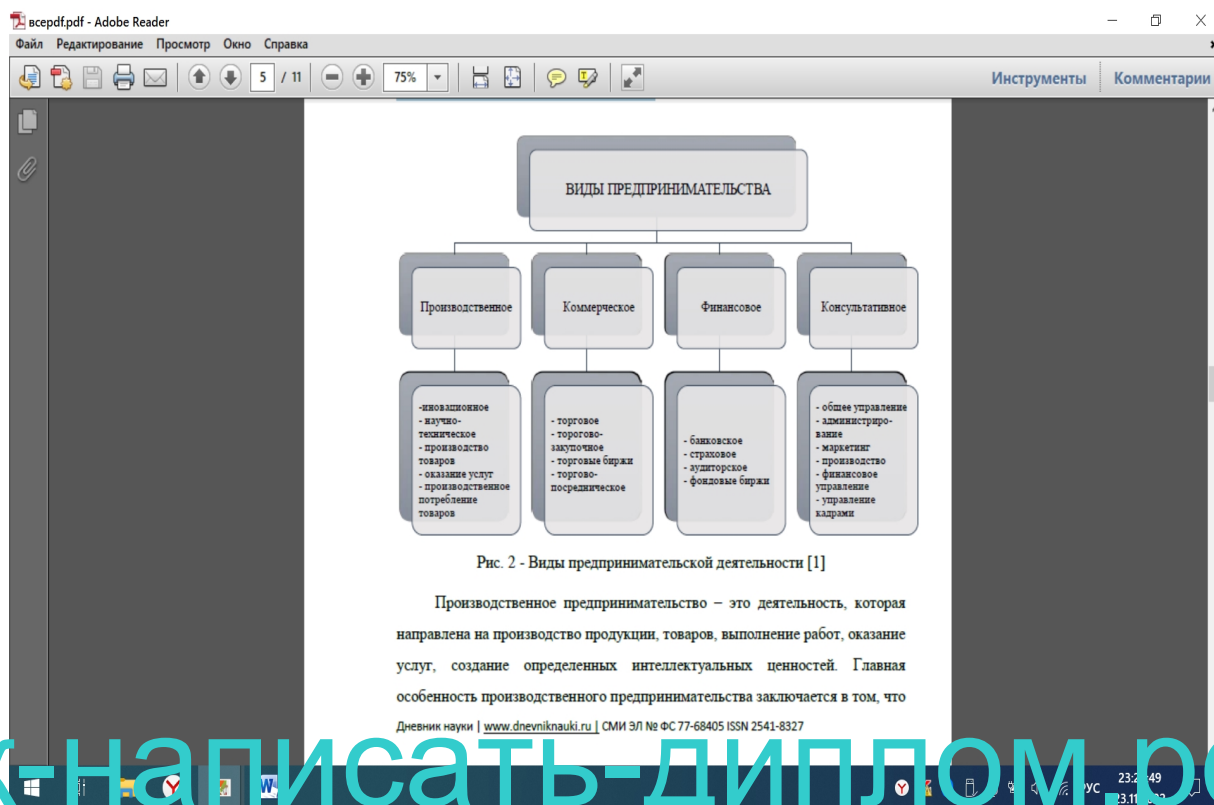 всеpdf.pdf - Adobe Reader
Файл Редактирование Просмотр Окно Справка
5 / 11 75% Инструменты Комментарии
ВИДЫ ПРЕДПРИНИМАТЕЛЬСТВА
Производственное Коммерческое Финансовое Консультативное
-иновационное
- научно-
техническое
- производство
товаров
- оказание услуг
- производственное
потребление
товаров
- торговое
- торогово-
закупочное
- торговые биржи
- торгово-
посредническое
- банковское
- страховое
- аудиторское
- фондовые биржи
- общее управление
- администриро-
вание
- маркетинг
- производство
- финансовое
управление
- управление
кадрами
Рис. 2 - Виды предпринимательской деятельности [1]
Производственное предпринимательство – это деятельность, которая
направлена на производство продукции, товаров, выполнение работ, оказание
услуг, создание определенных интеллектуальных ценностей. Главная
особенность производственного предпринимательства заключается в том, что
Дневник науки | www.dnevniknauki.ru | СМИ ЭЛ № ФС 77-68405 ISSN 2541-8327
-написать-диплом.р